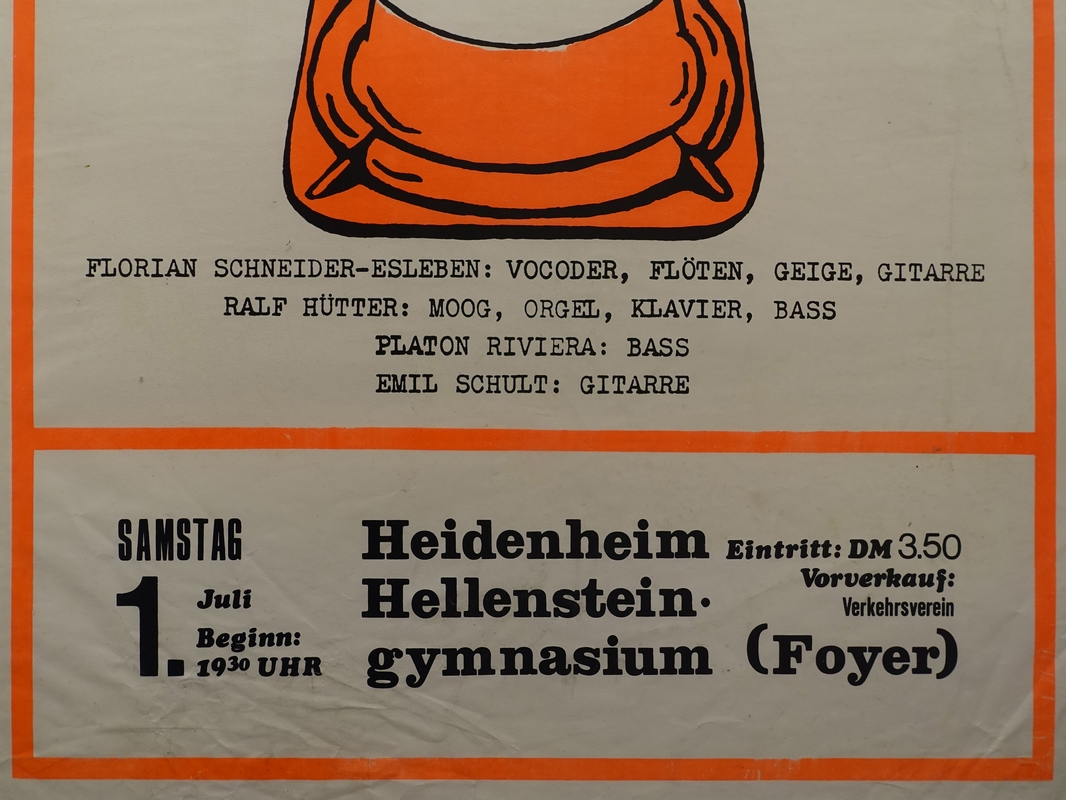 FLORIAN SCHNEIDER-ESLEBEN: VOCODER, FLÖTEN, GEIGE, GITARRE
RALF HÜTTER: MOOG, ORGEL, KLAVIER, BASS
PLATON RIVIERA: BASS
EMIL SCHULT: GITARRE
SAMSTAG
1. Juli
Beginn:
19³⁰ UHR
Heidenheim
Hellenstein-
gymnasium (Foyer)
Eintritt: DM 3.50
Vorverkauf:
Verkehrsverein